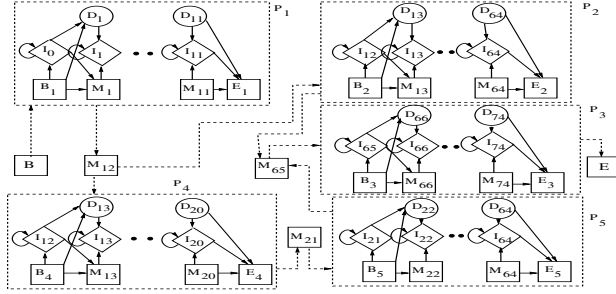 D1 D11 P1
I0 I1 I11
B1 M1 M11 E1
D13 D64 P2
I12 I13 I64
B2 M13 M64 E2
B M12 M65
D66 D74 P3
I65 I66 I74
B3 M66 M74 E3
E
P4
D13 D20
I12 I13 I20
B4 M13 M20 E4
M21
D22 D64 P5
I21 I22 I64
B5 M22 M64 E5